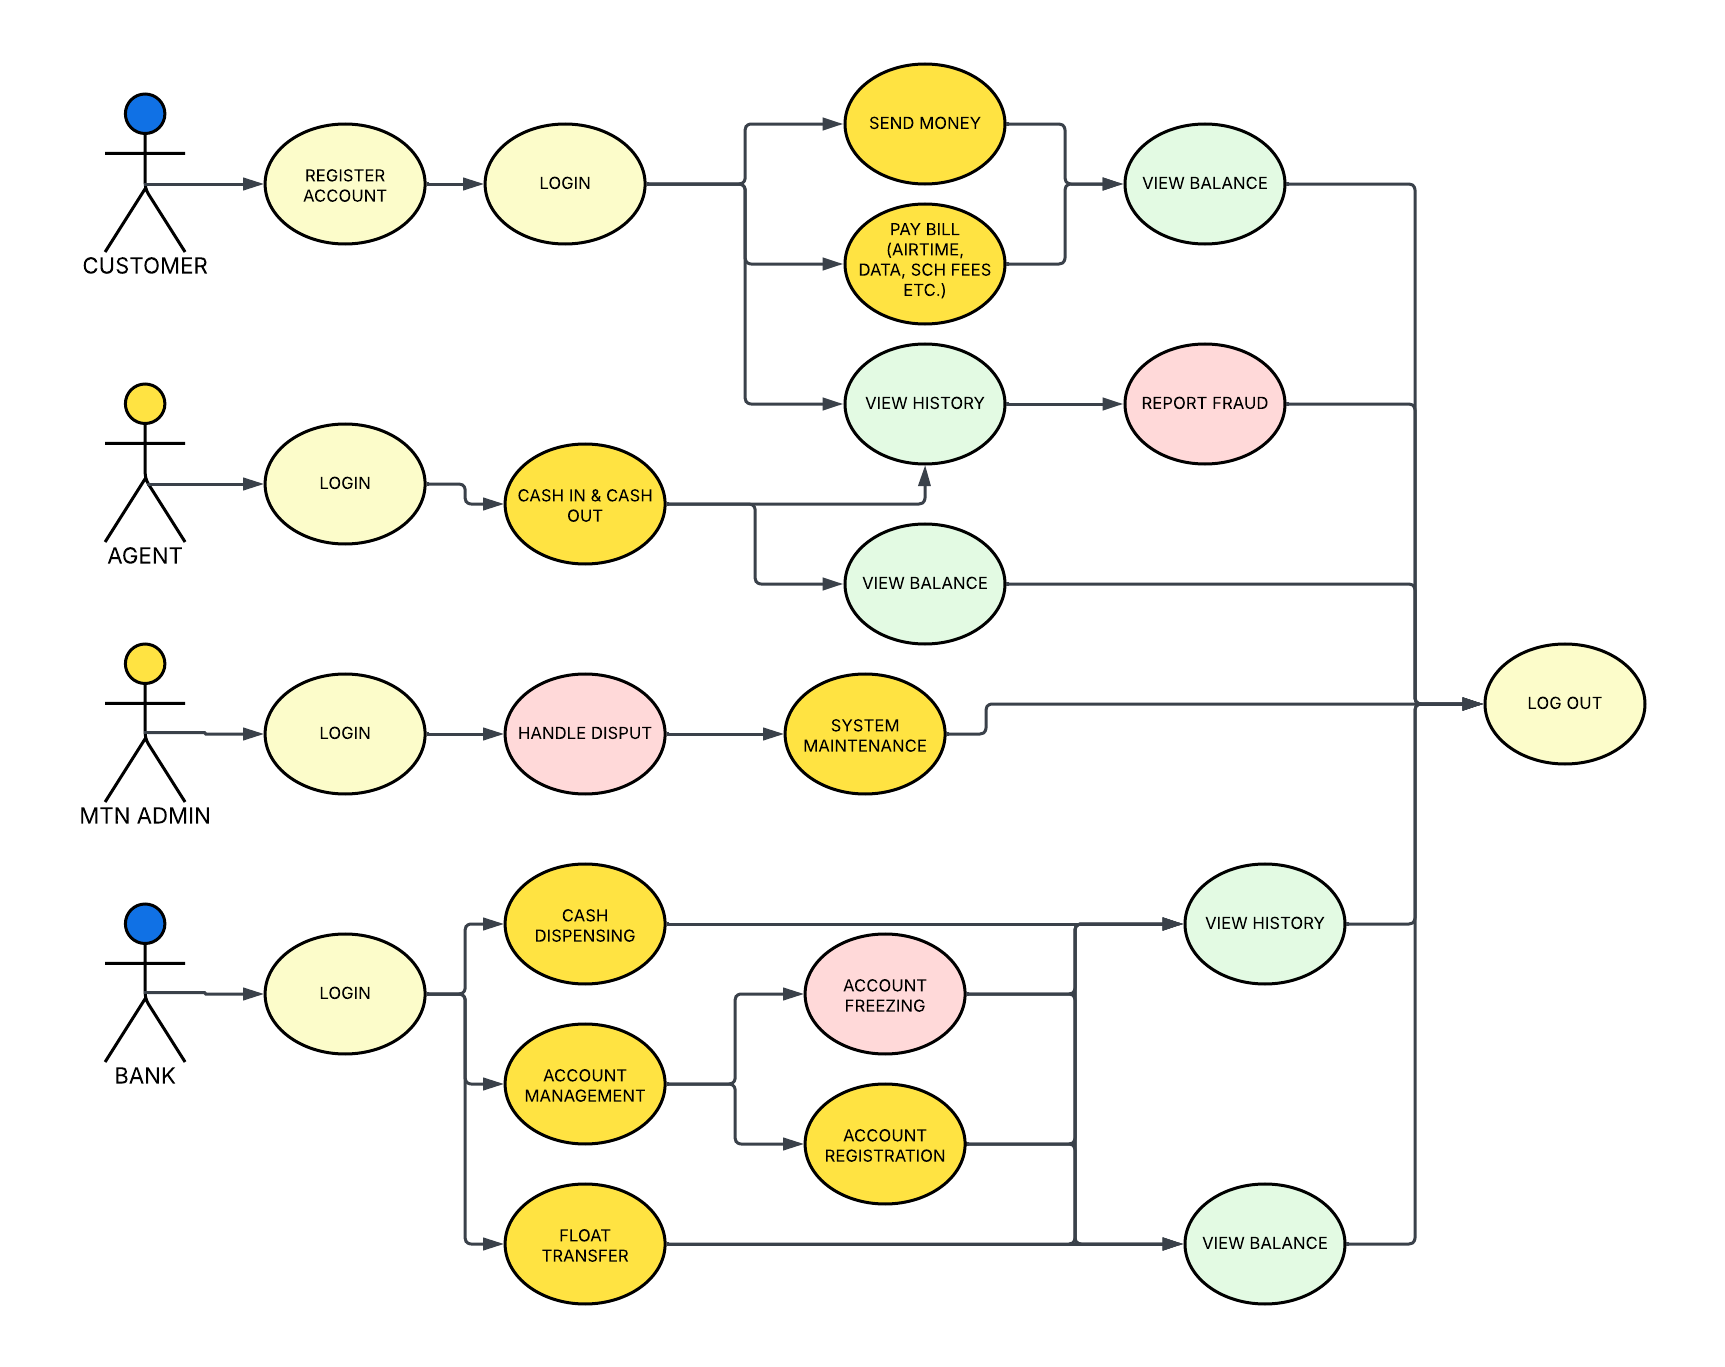 CUSTOMER
REGISTER
ACCOUNT
LOGIN
SEND MONEY
PAY BILL
(AIRTIME,
DATA, SCH FEES
ETC.)
VIEW BALANCE
VIEW HISTORY
REPORT FRAUD
AGENT
LOGIN
CASH IN & CASH
OUT
VIEW BALANCE
MTN ADMIN
LOGIN
HANDLE DISPUT
SYSTEM
MAINTENANCE
LOG OUT
BANK
LOGIN
CASH
DISPENSING
ACCOUNT
MANAGEMENT
FLOAT
TRANSFER
ACCOUNT
FREEZING
ACCOUNT
REGISTRATION
VIEW HISTORY
VIEW BALANCE